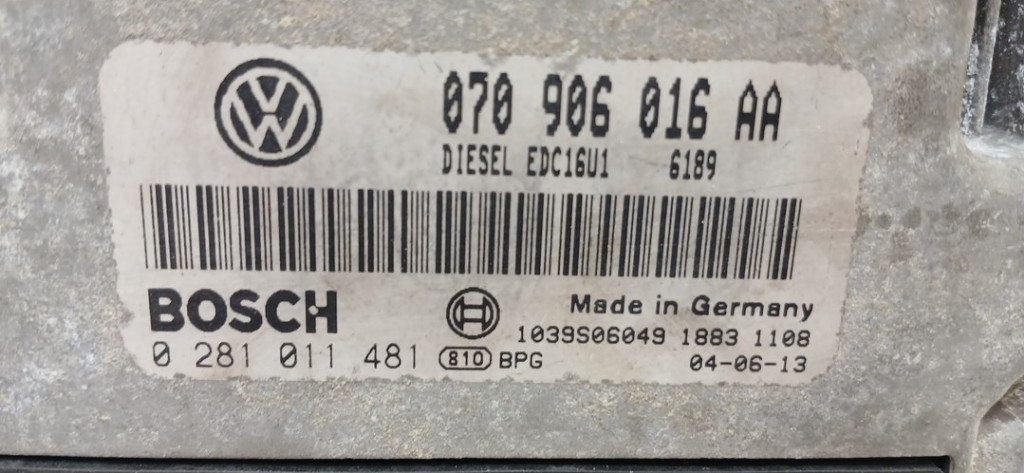 070 906 016 AA
DIESEL EDC16U1 6189
BOSCH
Made in Germany
1039S06049 1883 1108
0 281 011 481 810 BPG
04-06-13